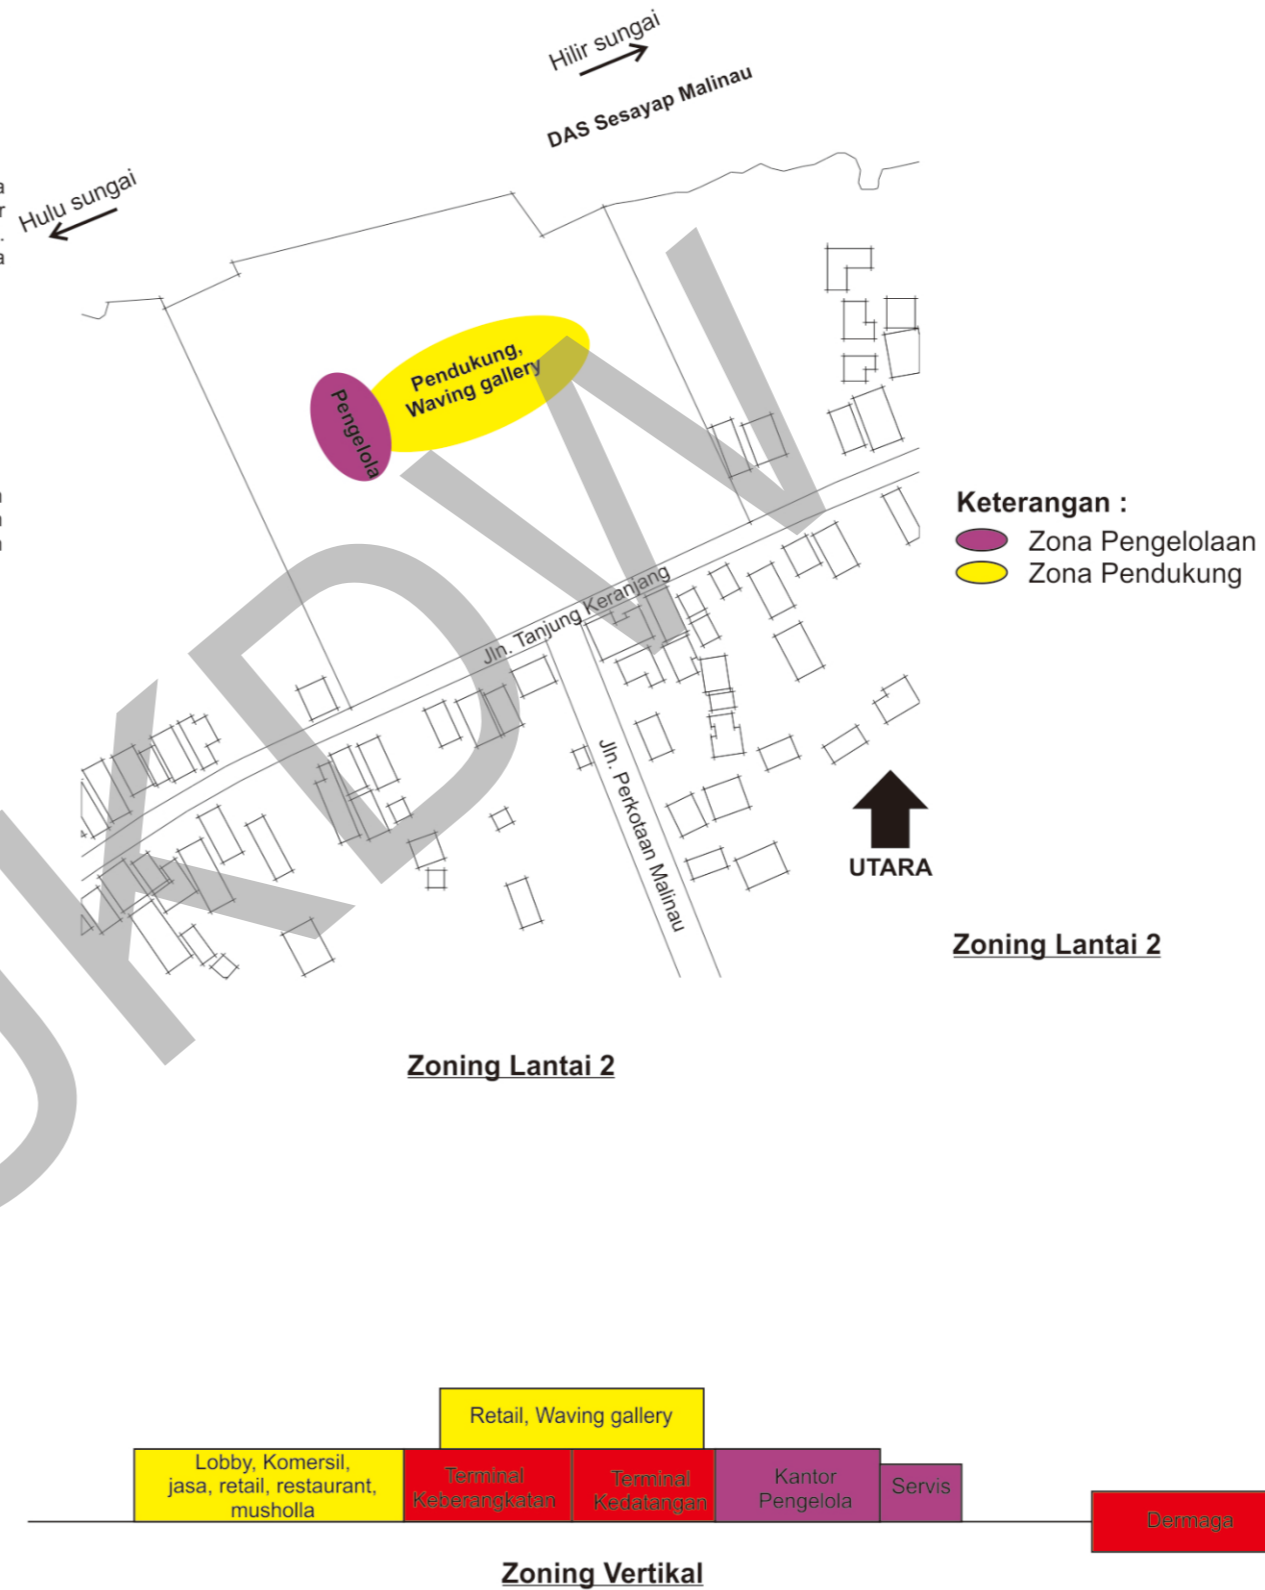 Hilir sungai
DAS Sesayap Malinau
Hulu sungai
a
r
.
a
Pendukung,
Waving gallery
Pengelola
n
n
n
Keterangan :
Zona Pengelolaan
Zona Pendukung
Jln. Tanjung Keranjang
Jln. Perkotaan Malinau
UTARA
Zoning Lantai 2
Zoning Lantai 2
UKDW
Retail, Waving gallery
Lobby, Komersil,
jasa, retail, restaurant,
musholla
Terminal
Keberangkatan
Terminal
Kedatangan
Kantor
Pengelola
Servis
Dermaga
Zoning Vertikal